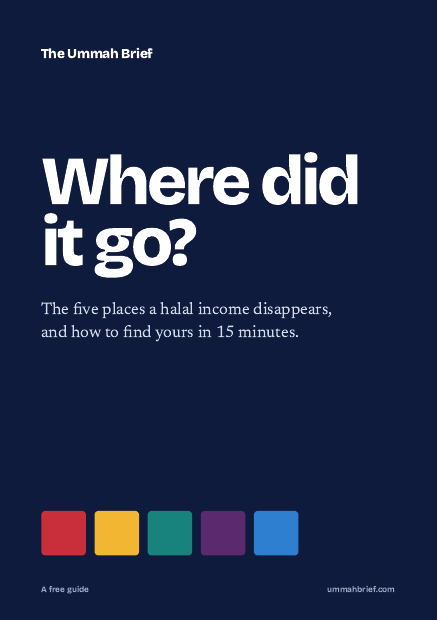 The Ummah Brief
Where did
it go?
The five places a halal income disappears,
and how to find yours in 15 minutes.
A free guide
ummahbrief.com